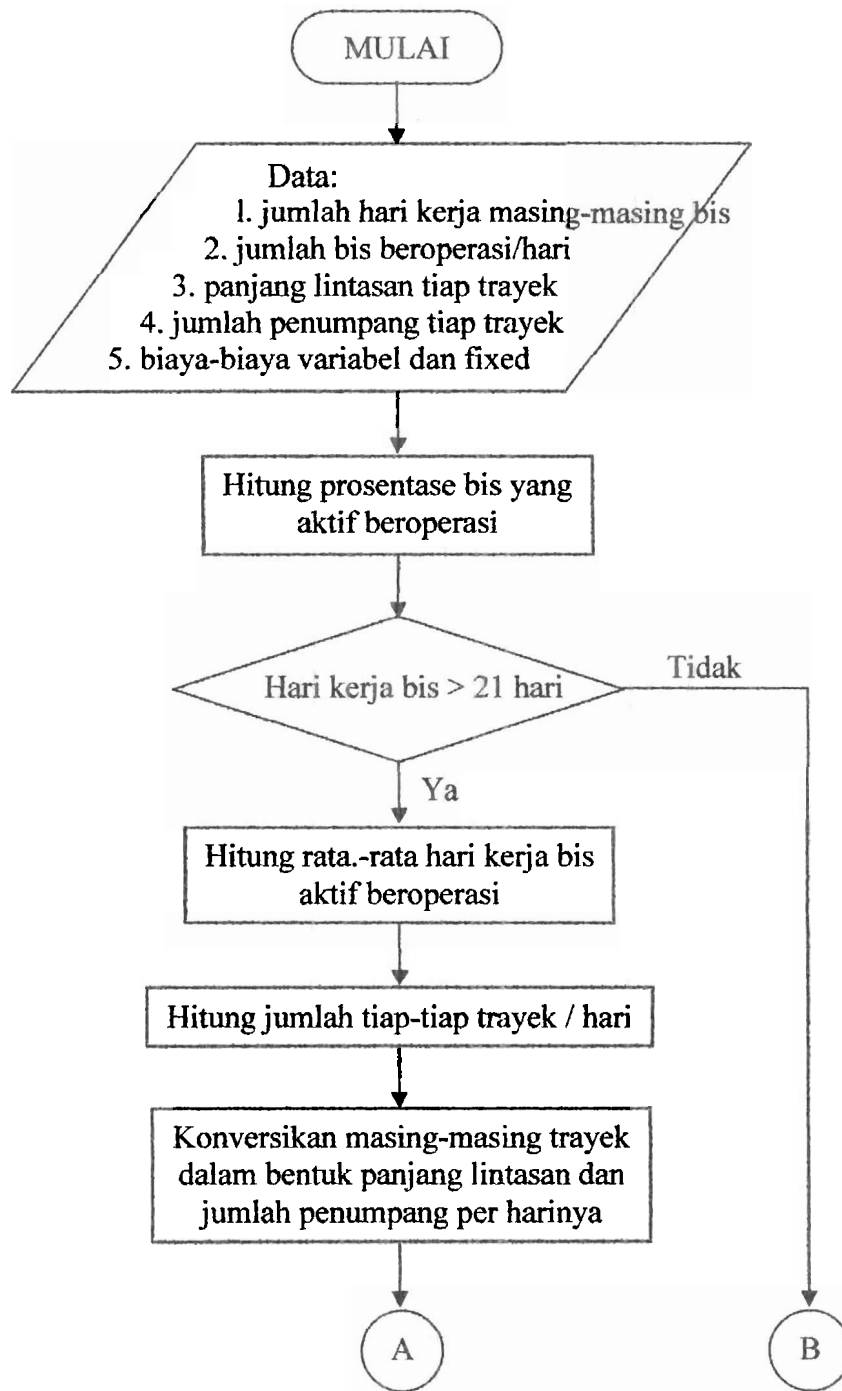 MULAI
Data:
1. jumlah hari kerja masing-masing bis
2. jumlah bis beroperasi/hari
3. panjang lintasan tiap trayek
4. jumlah penumpang tiap trayek
5. biaya-biaya variabel dan fixed
Hitung prosentase bis yang
aktif beroperasi
Hari kerja bis > 21 hari
Tidak
Ya
Hitung rata.-rata hari kerja bis
aktif beroperasi
Hitung jumlah tiap-tiap trayek / hari
Konversikan masing-masing trayek
dalam bentuk panjang lintasan dan
jumlah penumpang per harinya
A
B